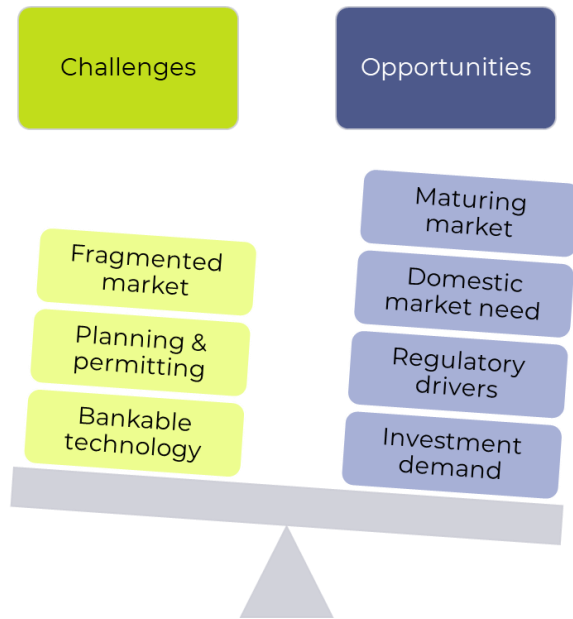 Challenges
Opportunities
Fragmented
market
Planning &
permitting
Bankable
technology
Maturing
market
Domestic
market need
Regulatory
drivers
Investment
demand